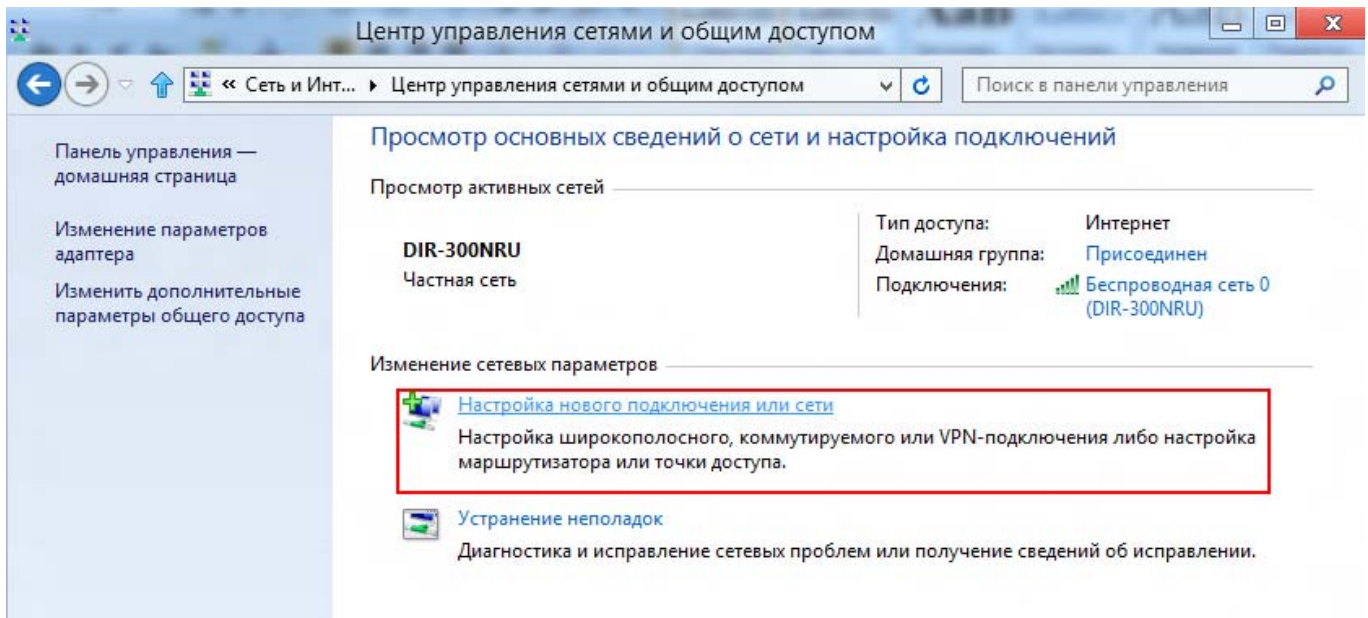 Центр управления сетями и общим доступом
« Сеть и Инт... ▸ Центр управления сетями и общим доступом
Поиск в панели управления
Панель управления —
домашняя страница
Изменение параметров
адаптера
Изменить дополнительные
параметры общего доступа
Просмотр основных сведений о сети и настройка подключений
Просмотр активных сетей
DIR-300NRU
Частная сеть
Тип доступа: Интернет
Домашняя группа: Присоединен
Подключения: Беспроводная сеть 0
(DIR-300NRU)
Изменение сетевых параметров
Настройка нового подключения или сети
Настройка широкополосного, коммутируемого или VPN-подключения либо настройка
маршрутизатора или точки доступа.
Устранение неполадок
Диагностика и исправление сетевых проблем или получение сведений об исправлении.